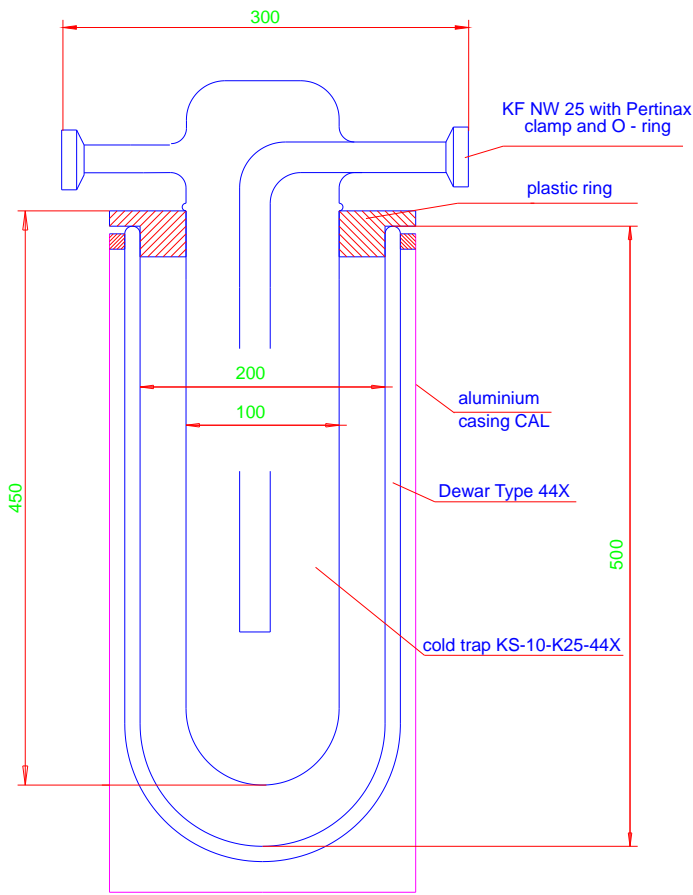 300
KF NW 25 with Pertinax
clamp and O - ring
plastic ring
200
100
aluminium
casing CAL
450
Dewar Type 44X
500
cold trap KS-10-K25-44X